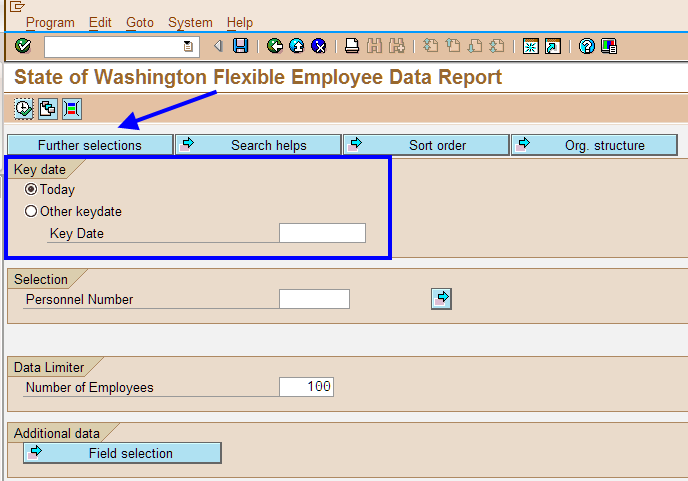 Program Edit Goto System Help
State of Washington Flexible Employee Data Report
Further selections Search helps Sort order Org. structure
Key date
Today
Other keydate
Key Date
Selection
Personnel Number
Data Limiter
Number of Employees 100
Additional data
Field selection